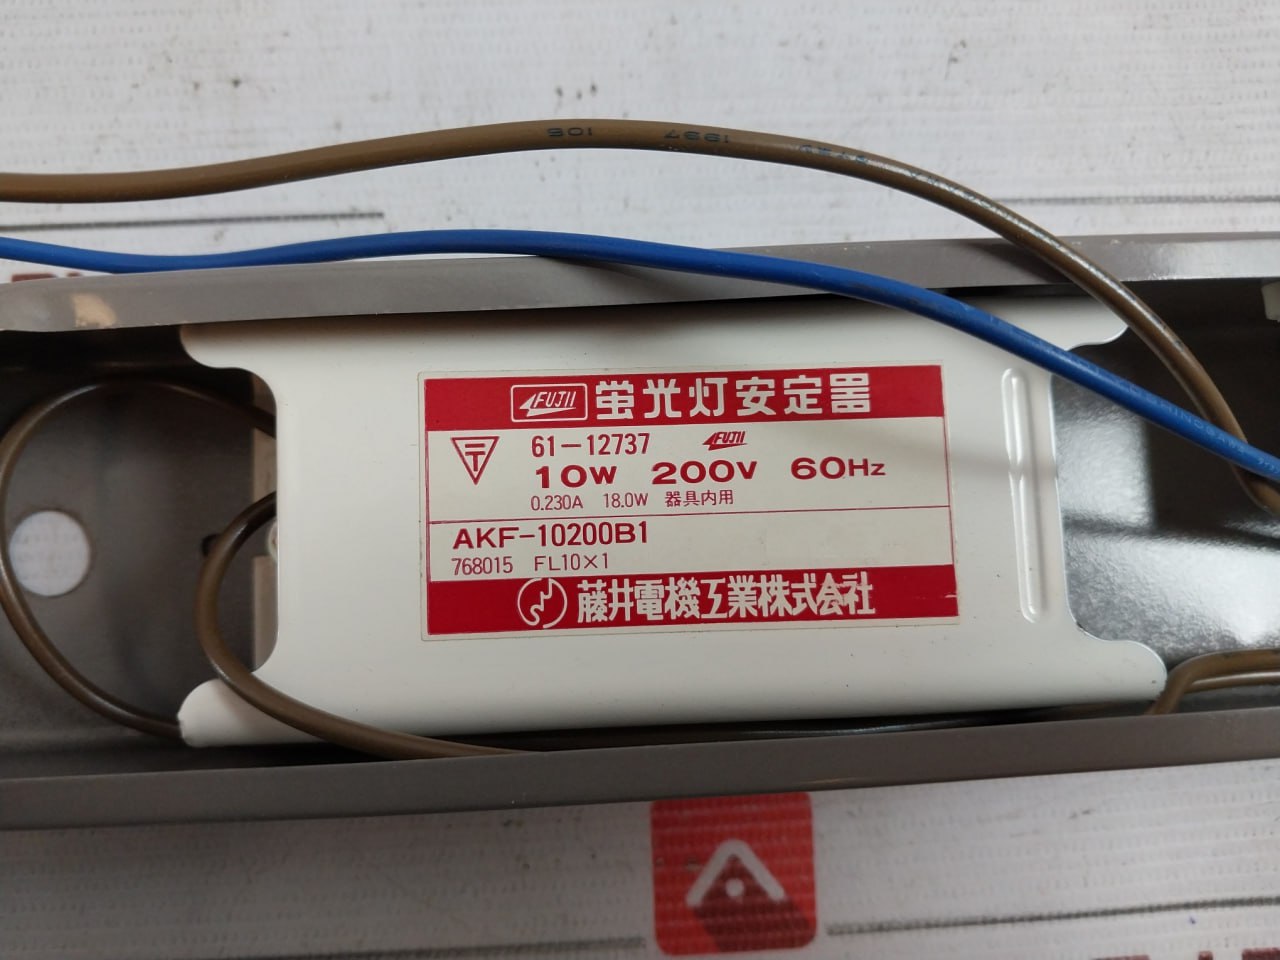 1997
FUJII 蛍光灯安定器
〒 61-12737 FUJII
10W 200V 60Hz
0.230A 18.0W 器具内用
AKF-10200B1
768015 FL10×1
藤井電機工業株式会社